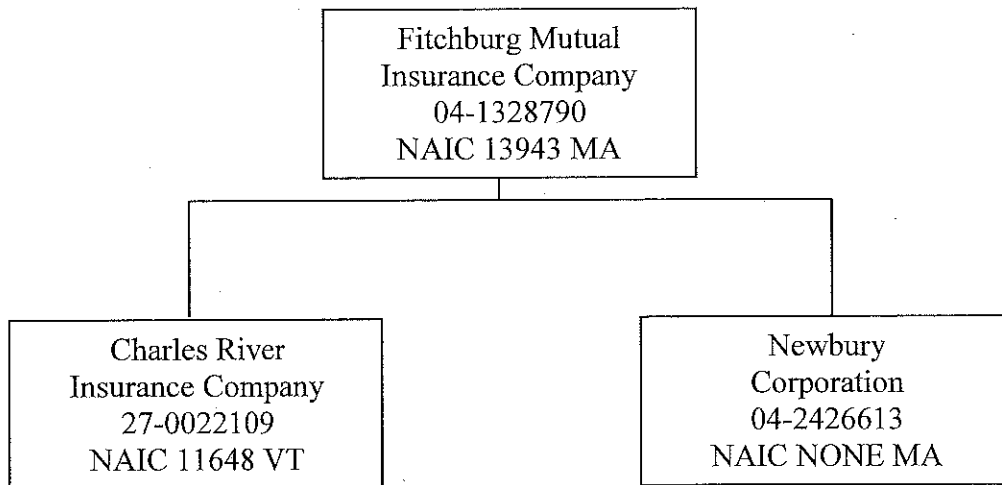 Fitchburg Mutual
Insurance Company
04-1328790
NAIC 13943 MA
Charles River
Insurance Company
27-0022109
NAIC 11648 VT
Newbury
Corporation
04-2426613
NAIC NONE MA